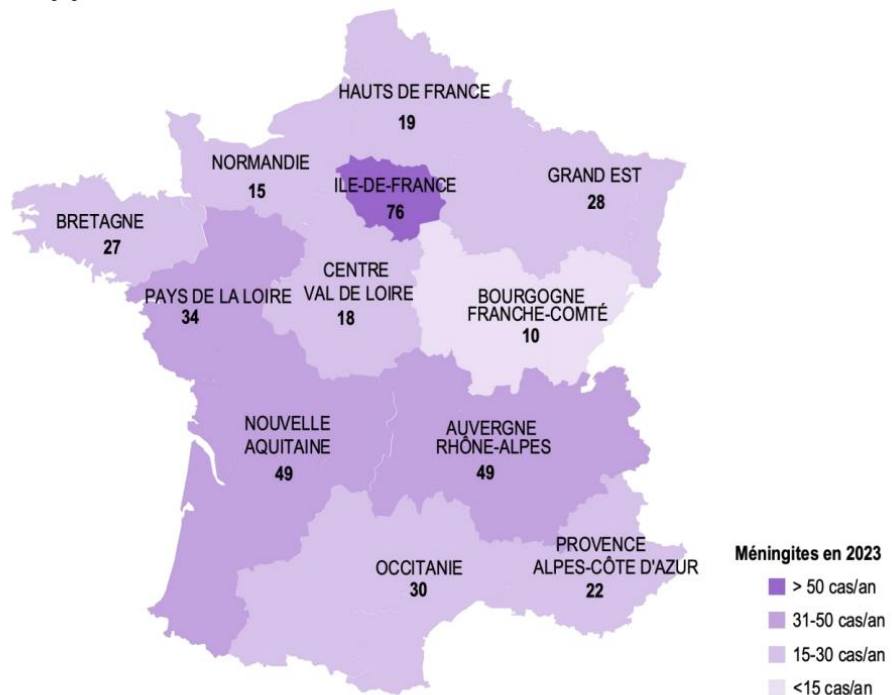 HAUTS DE FRANCE
19
NORMANDIE
15
ILE-DE-FRANCE
76
GRAND EST
28
BRETAGNE
27
PAYS DE LA LOIRE
34
CENTRE
VAL DE LOIRE
18
BOURGOGNE
FRANCHE-COMTÉ
10
NOUVELLE
AQUITAINE
49
AUVERGNE
RHÔNE-ALPES
49
OCCITANIE
30
PROVENCE
ALPES-CÔTE D'AZUR
22
Méningites en 2023
> 50 cas/an
31-50 cas/an
15-30 cas/an
<15 cas/an